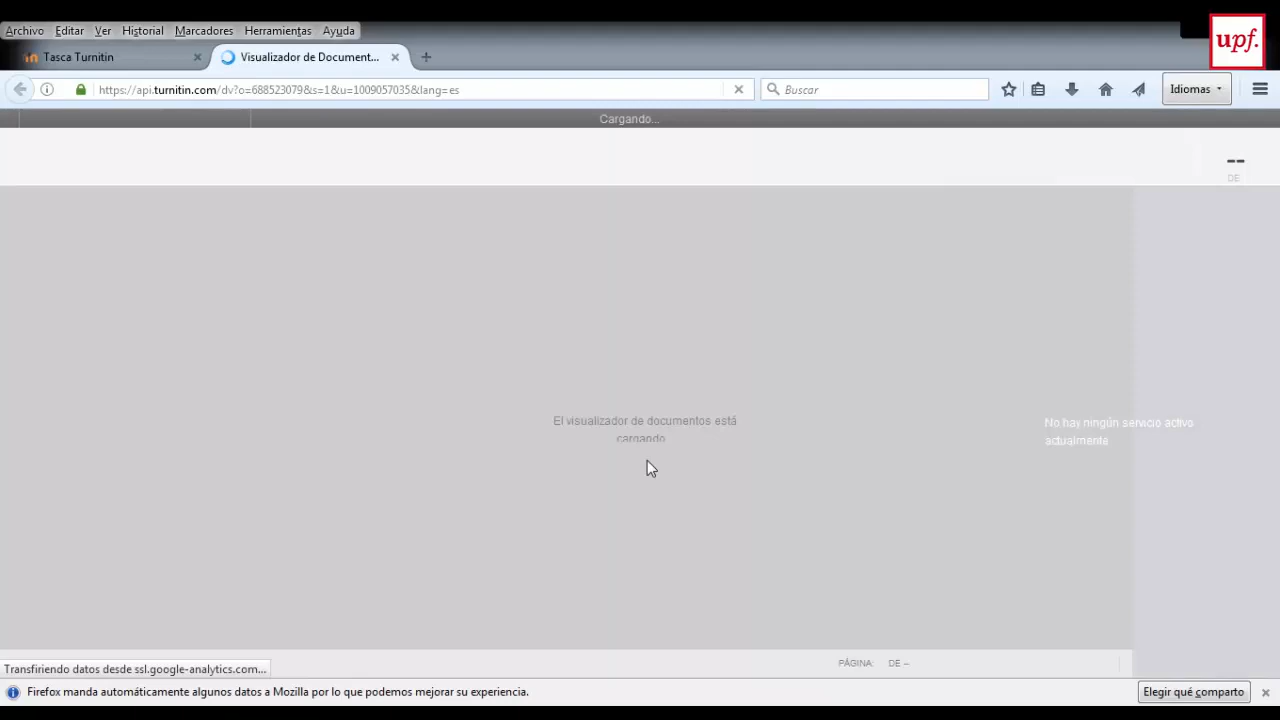 Archivo Editar Ver Historial Marcadores Herramientas Ayuda
upf.
Tasca Turnitin
Visualizador de Document...
https://api.turnitin.com/dv?o=688523079&s=1&u=1009057035&lang=es
Buscar
Idiomas
Cargando...
--
DE
El visualizador de documentos está
cargando
No hay ningún servicio activo
actualmente
PÁGINA: DE --
Transfiriendo datos desde ssl.google-analytics.com...
Firefox manda automáticamente algunos datos a Mozilla por lo que podemos mejorar su experiencia.
Elegir qué comparto